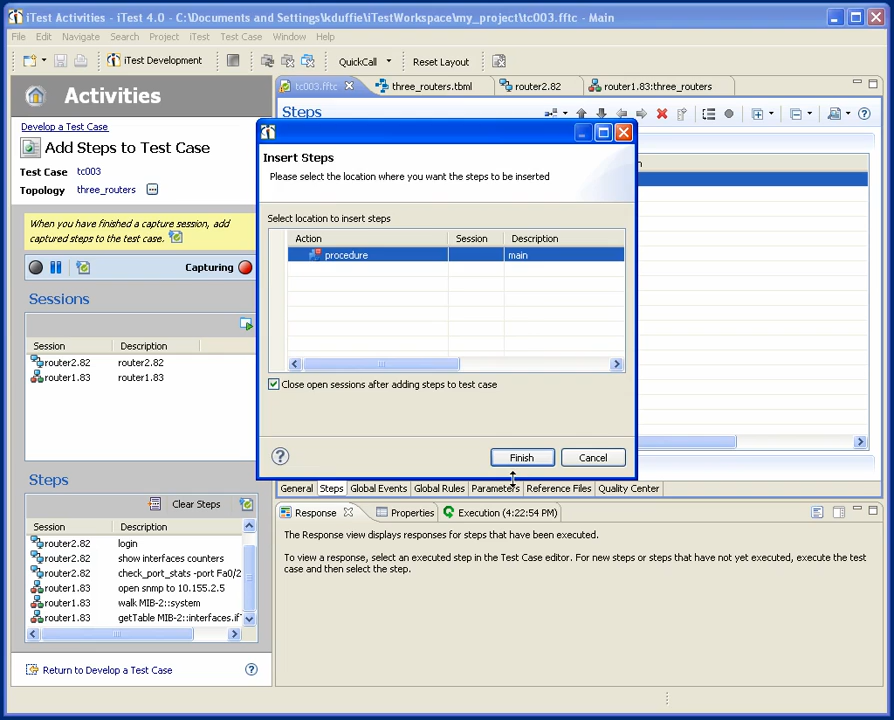 iTest Activities - iTest 4.0 - C:\Documents and Settings\kduffie\iTestWorkspace\my_project\tc003.fftc - Main
File Edit Navigate Search Project iTest Test Case Window Help
iTest Development QuickCall Reset Layout
Activities
Develop a Test Case
Add Steps to Test Case
Test Case tc003
Topology three_routers
When you have finished a capture session, add
captured steps to the test case.
Capturing
Sessions
Session Description
router2.82 router2.82
router1.83 router1.83
Steps
Clear Steps
Session Description
router2.82 login
router2.82 show interfaces counters
router2.82 check_port_stats -port Fa0/2
router1.83 open snmp to 10.155.2.5
router1.83 walk MIB-2::system
router1.83 getTable MIB-2::interfaces.if
Return to Develop a Test Case
tc003.fftc three_routers.tbml router2.82 router1.83:three_routers
Steps
Insert Steps
Please select the location where you want the steps to be inserted
Select location to insert steps
Action Session Description
procedure main
Close open sessions after adding steps to test case
Finish Cancel
General Steps Global Events Global Rules Parameters Reference Files Quality Center
Response Properties Execution (4:22:54 PM)
The Response view displays responses for steps that have been executed.
To view a response, select an executed step in the Test Case editor. For new steps or steps that have not yet executed, execute the test
case and then select the step.